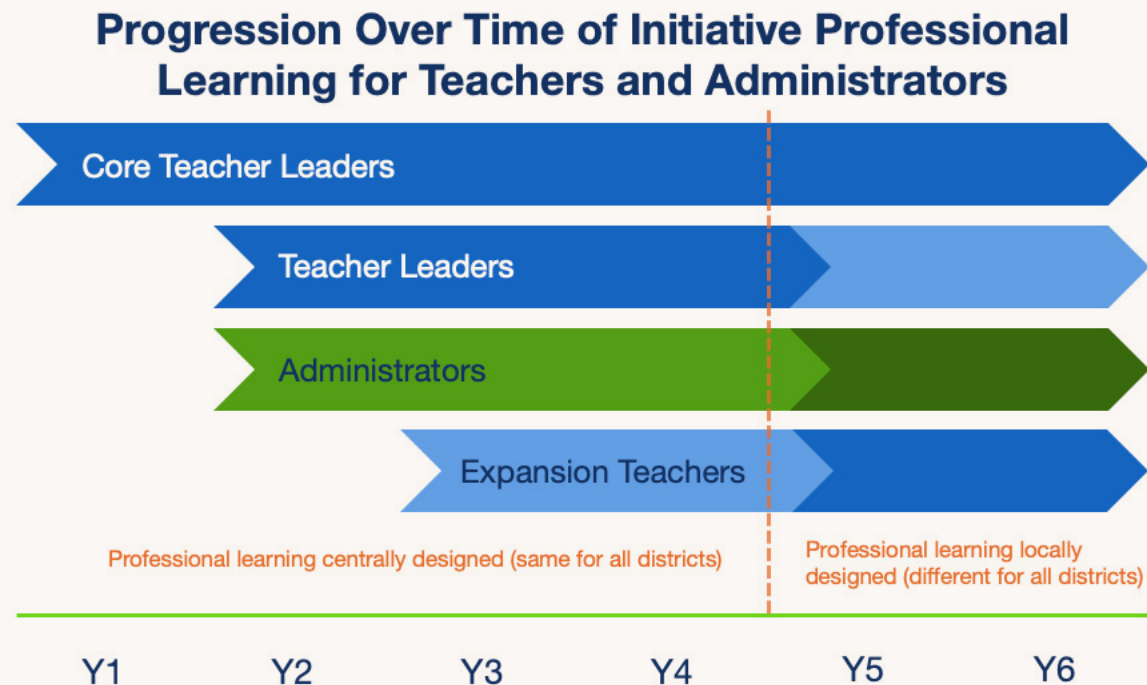 Progression Over Time of Initiative Professional
Learning for Teachers and Administrators
Core Teacher Leaders
Teacher Leaders
Administrators
Expansion Teachers
Professional learning centrally designed (same for all districts)
Professional learning locally
designed (different for all districts)
Y1 Y2 Y3 Y4 Y5 Y6